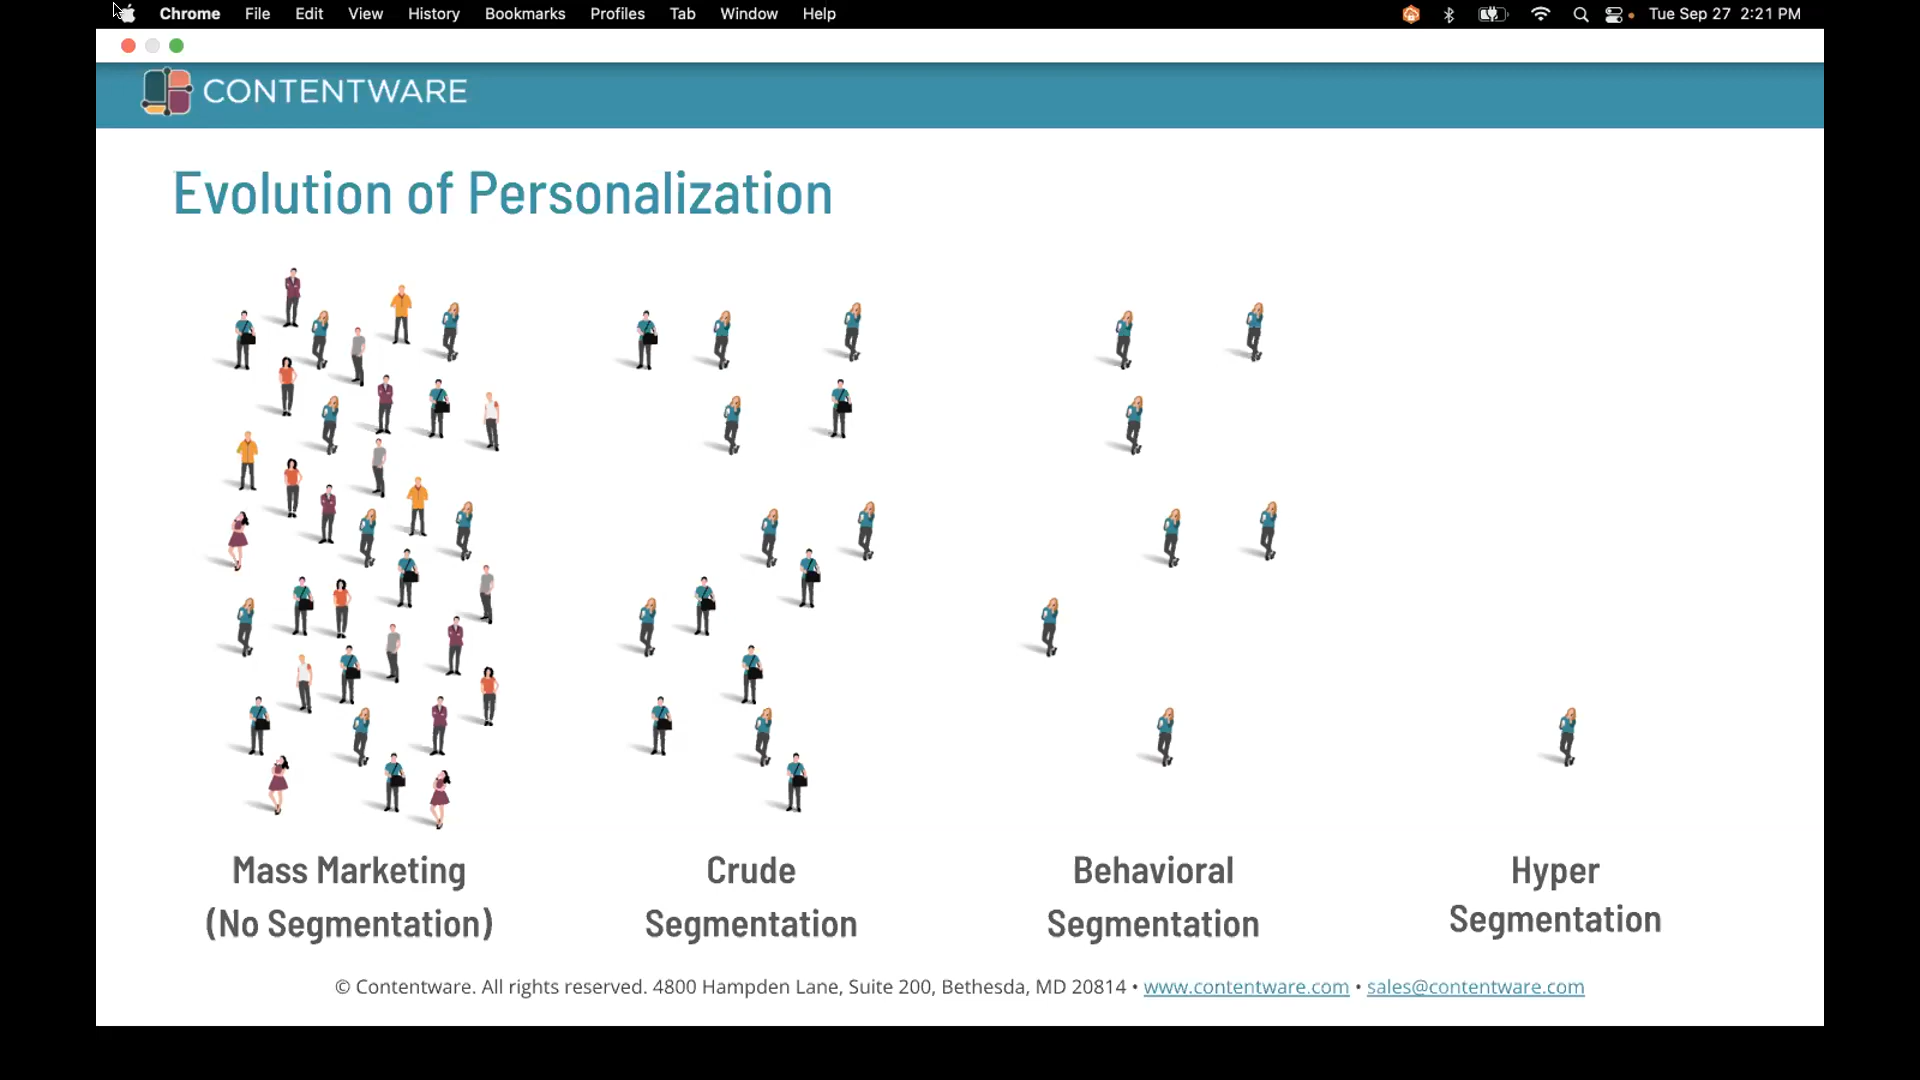 Chrome File Edit View History Bookmarks Profiles Tab Window Help Tue Sep 27 2:21 PM
CONTENTWARE
Evolution of Personalization
Mass Marketing
(No Segmentation)
Crude
Segmentation
Behavioral
Segmentation
Hyper
Segmentation
© Contentware. All rights reserved. 4800 Hampden Lane, Suite 200, Bethesda, MD 20814 • www.contentware.com • sales@contentware.com